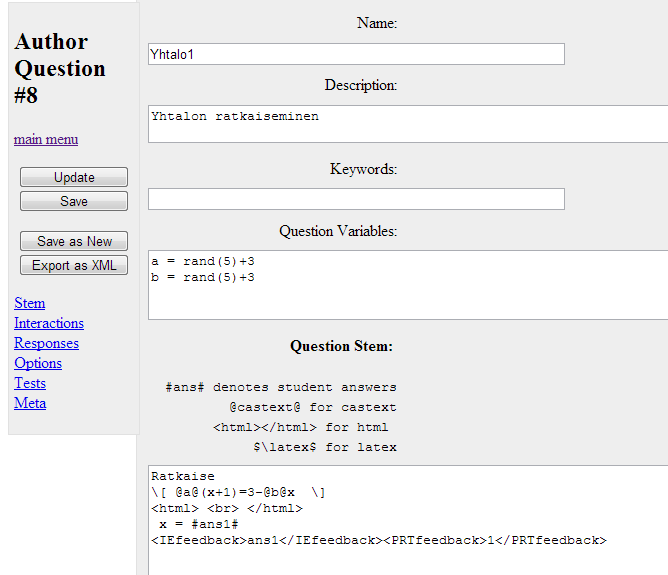 Author
Question
#8
main menu
Update
Save
Save as New
Export as XML
Stem
Interactions
Responses
Options
Tests
Meta
Name:
Yhtalo1
Description:
Yhtalon ratkaiseminen
Keywords:
Question Variables:
a = rand(5)+3
b = rand(5)+3
Question Stem:
#ans# denotes student answers
@castext@ for castext
<html></html> for html
$\latex$ for latex
Ratkaise
\[ @a@(x+1)=3-@b@x  \]
<html> <br> </html>
x = #ans1#
<IEfeedback>ans1</IEfeedback><PRTfeedback>1</PRTfeedback>